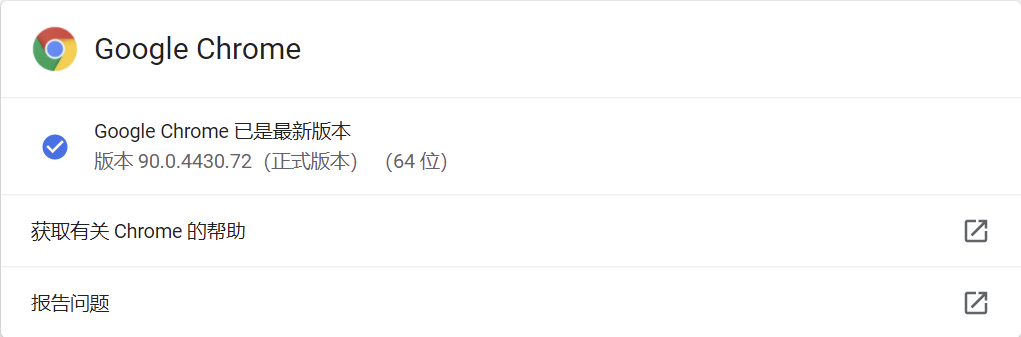 Google Chrome
Google Chrome 已是最新版本
版本 90.0.4430.72（正式版本） （64 位）
获取有关 Chrome 的帮助
报告问题